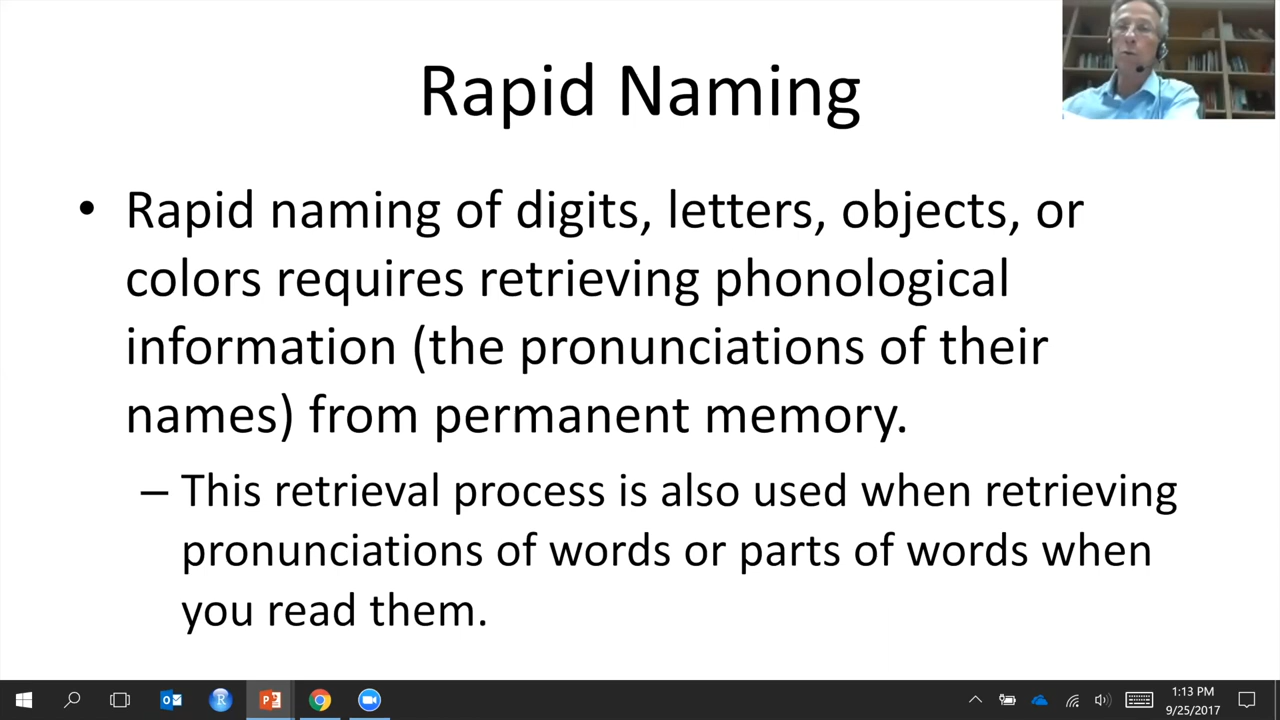 Rapid Naming
• Rapid naming of digits, letters, objects, or
colors requires retrieving phonological
information (the pronunciations of their
names) from permanent memory.
– This retrieval process is also used when retrieving
pronunciations of words or parts of words when
you read them.
1:13 PM
9/25/2017